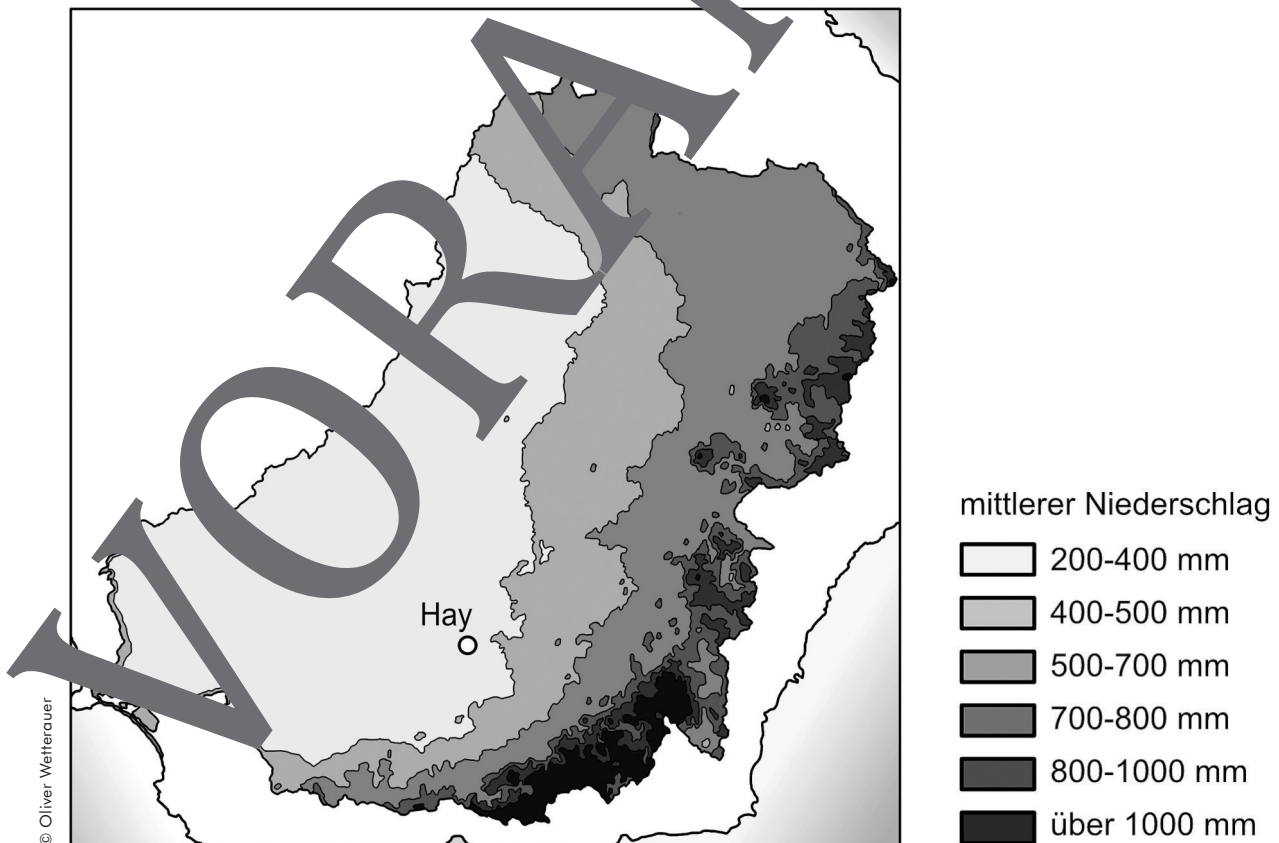 VORA
Hay
mittlerer Niederschlag
200-400 mm
400-500 mm
500-700 mm
700-800 mm
800-1000 mm
über 1000 mm
© Oliver Wetterauer